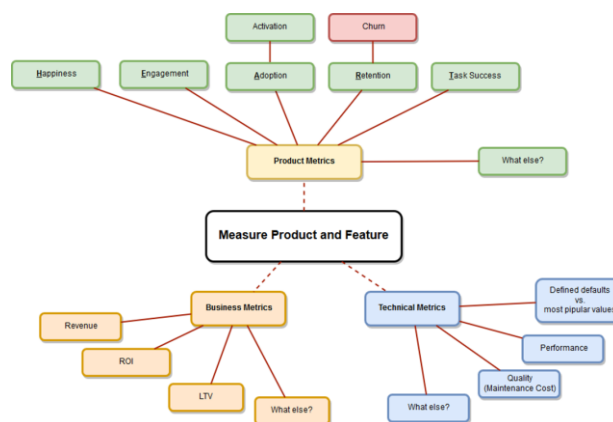 Activation
Churn
Happiness
Engagement
Adoption
Retention
Task Success
Product Metrics
What else?
Measure Product and Feature
Business Metrics
Technical Metrics
Defined defaults
vs.
most pipular values
Revenue
Performance
ROI
Quality
(Maintenance Cost)
LTV
What else?
What else?